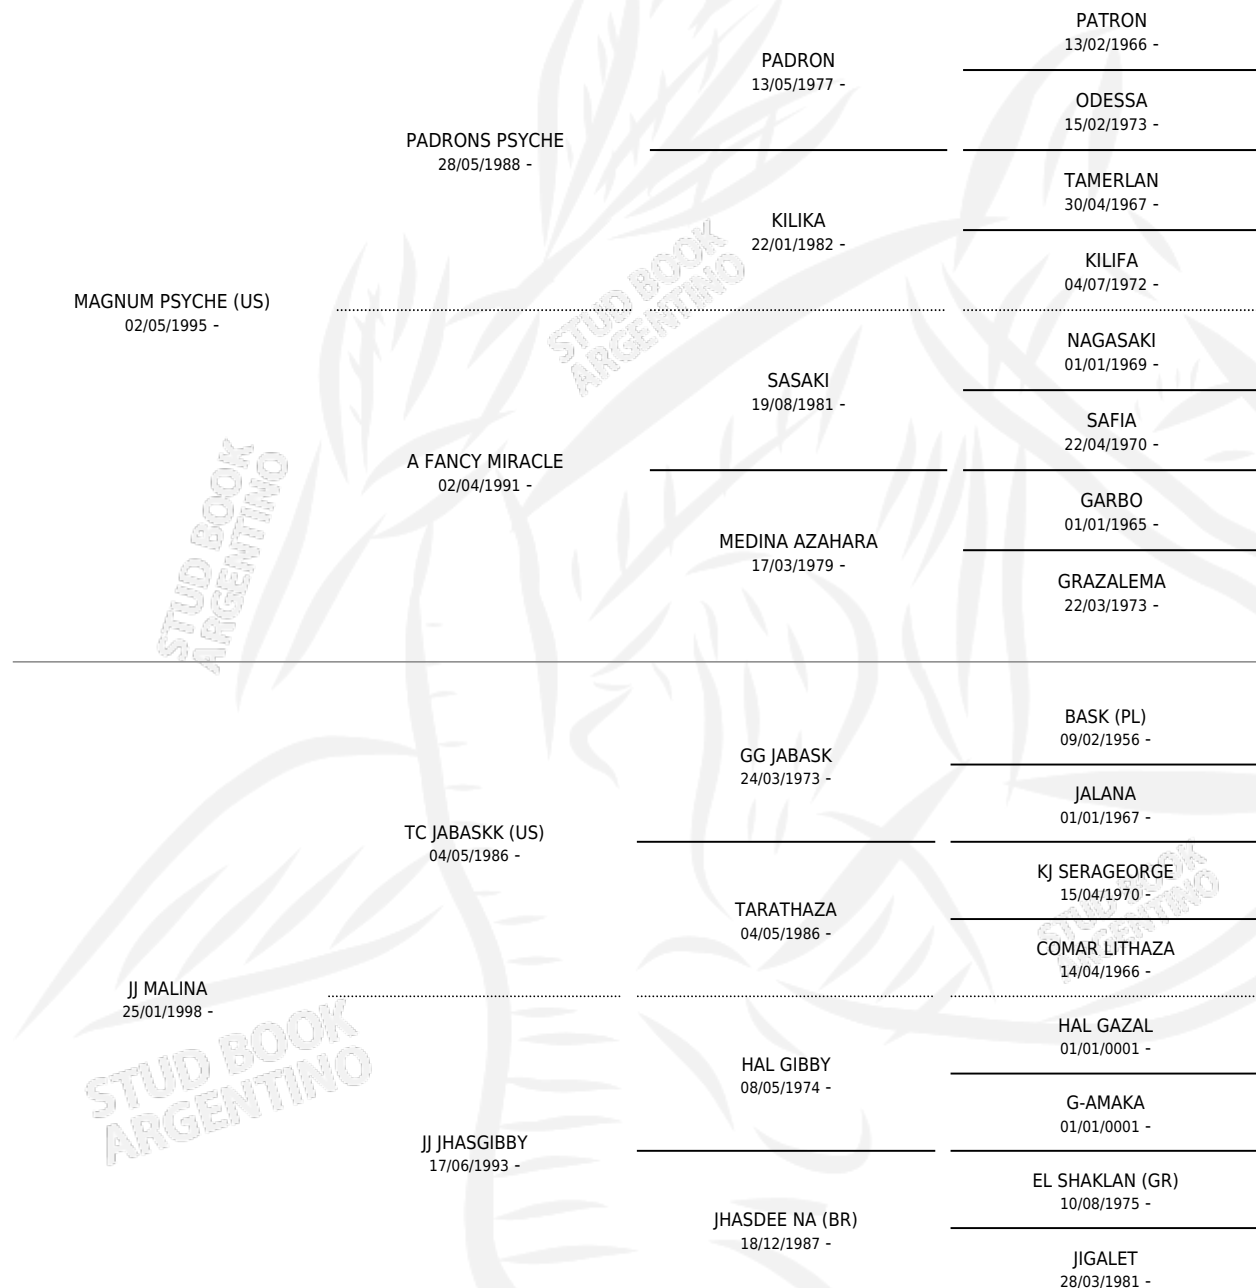 PATRON
13/02/1966 -
PADRON
13/05/1977 -
ODESSA
15/02/1973 -
PADRONS PSYCHE
28/05/1988 -
TAMERLAN
30/04/1967 -
KILIKA
22/01/1982 -
KILIFA
04/07/1972 -
MAGNUM PSYCHE (US)
02/05/1995 -
NAGASAKI
01/01/1969 -
SASAKI
19/08/1981 -
SAFIA
22/04/1970 -
A FANCY MIRACLE
02/04/1991 -
GARBO
01/01/1965 -
MEDINA AZAHARA
17/03/1979 -
GRAZALEMA
22/03/1973 -
BASK (PL)
09/02/1956 -
GG JABASK
24/03/1973 -
JALANA
01/01/1967 -
TC JABASKK (US)
04/05/1986 -
KJ SERAGEORGE
15/04/1970 -
TARATHAZA
04/05/1986 -
COMAR LITHAZA
14/04/1966 -
JJ MALINA
25/01/1998 -
HAL GAZAL
01/01/0001 -
HAL GIBBY
08/05/1974 -
G-AMAKA
01/01/0001 -
JJ JHASGIBBY
17/06/1993 -
EL SHAKLAN (GR)
10/08/1975 -
JHASDEE NA (BR)
18/12/1987 -
JIGALET
28/03/1981 -
STUD BOOK
ARGENTINO
STUD BOOK
ARGENTINO
STUD BOOK
ARGENTINO
STUD BOOK
ARGENTINO